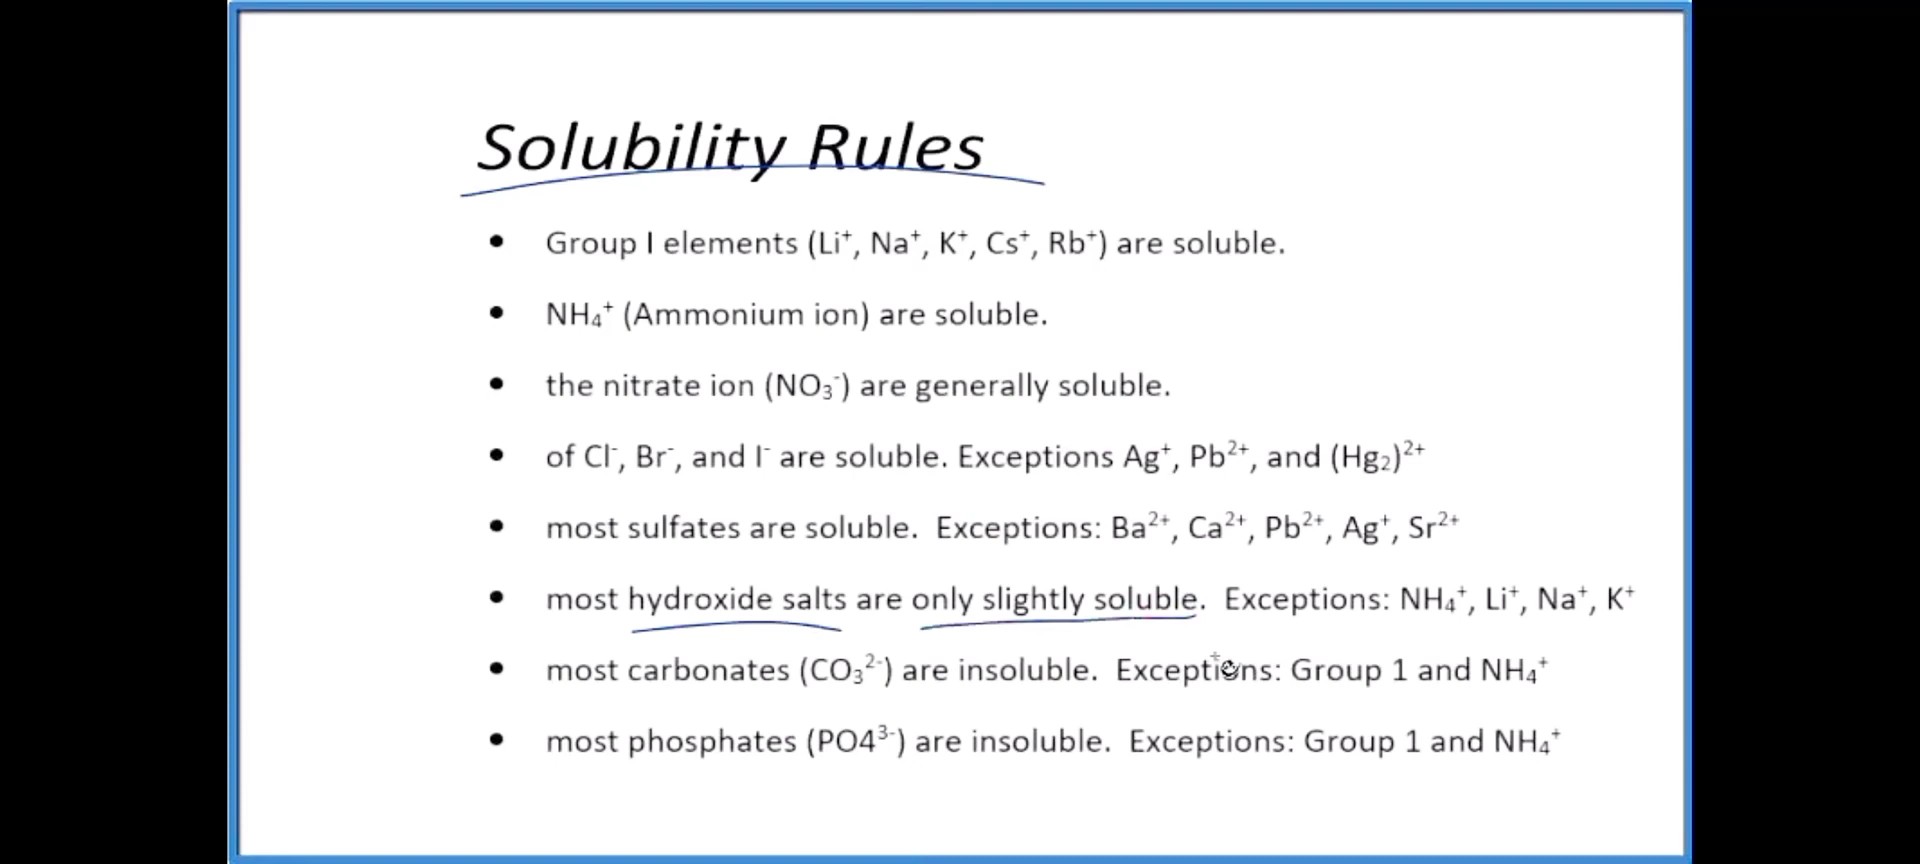 Solubility Rules
• Group I elements (Li⁺, Na⁺, K⁺, Cs⁺, Rb⁺) are soluble.
• NH₄⁺ (Ammonium ion) are soluble.
• the nitrate ion (NO₃⁻) are generally soluble.
• of Cl⁻, Br⁻, and I⁻ are soluble. Exceptions Ag⁺, Pb²⁺, and (Hg₂)²⁺
• most sulfates are soluble.  Exceptions: Ba²⁺, Ca²⁺, Pb²⁺, Ag⁺, Sr²⁺
• most hydroxide salts are only slightly soluble.  Exceptions: NH₄⁺, Li⁺, Na⁺, K⁺
• most carbonates (CO₃²⁻) are insoluble.  Exceptions: Group 1 and NH₄⁺
• most phosphates (PO4³⁻) are insoluble.  Exceptions: Group 1 and NH₄⁺